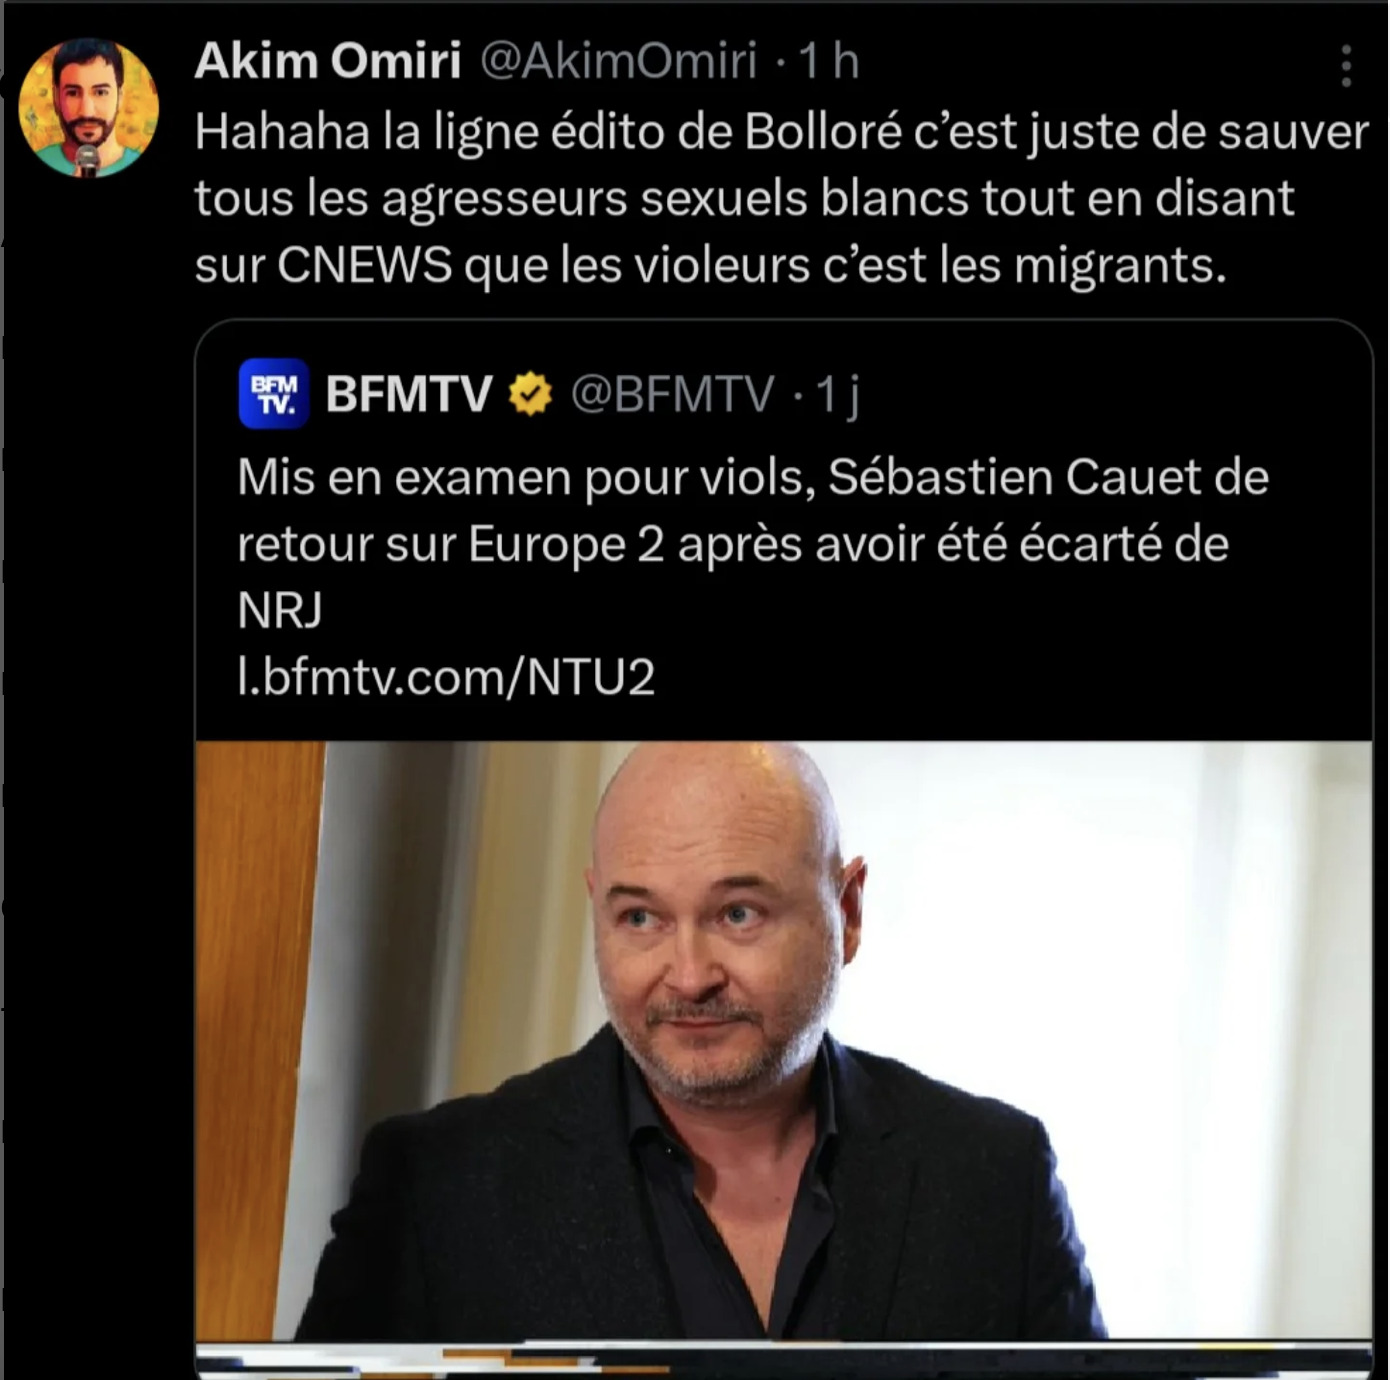 Akim Omiri @AkimOmiri · 1 h
Hahaha la ligne édito de Bolloré c’est juste de sauver
tous les agresseurs sexuels blancs tout en disant
sur CNEWS que les violeurs c’est les migrants.
BFM
TV.
BFMTV @BFMTV · 1 j
Mis en examen pour viols, Sébastien Cauet de
retour sur Europe 2 après avoir été écarté de
NRJ
l.bfmtv.com/NTU2